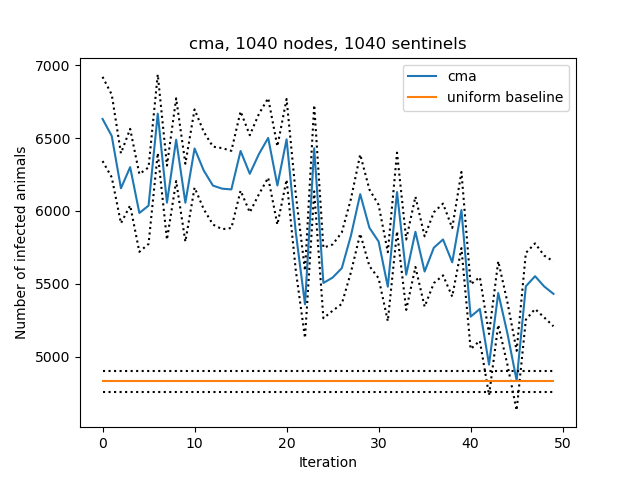 cma, 1040 nodes, 1040 sentinels
cma
uniform baseline
Number of infected animals
7000
6500
6000
5500
5000
0 10 20 30 40 50
Iteration